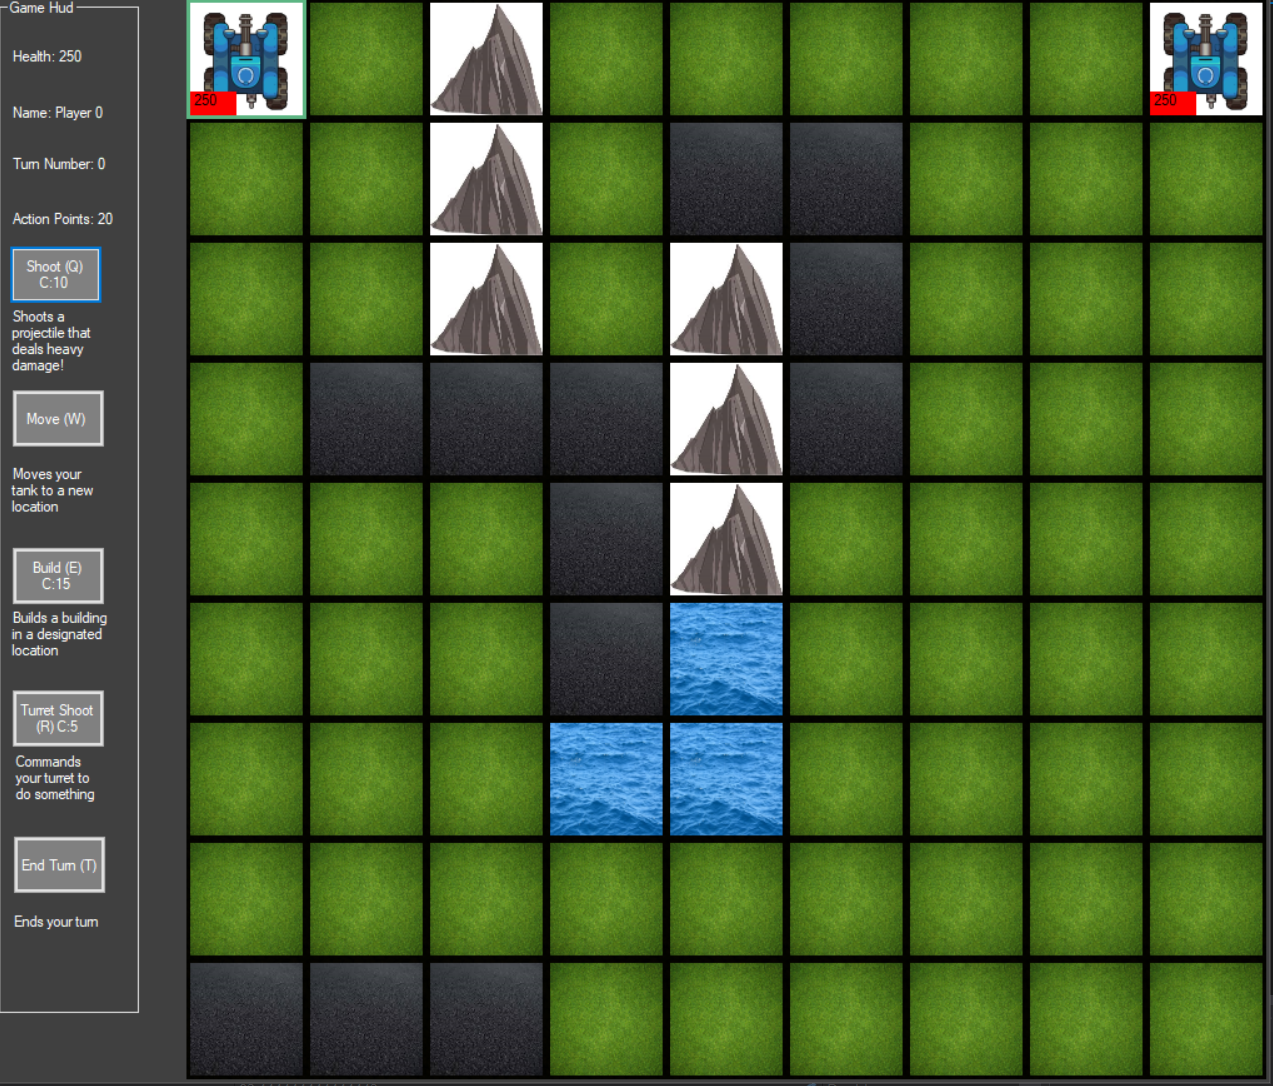 Game Hud
Health: 250
Name: Player 0
Turn Number: 0
Action Points: 20
Shoot (Q)
C:10
Shoots a
projectile that
deals heavy
damage!
Move (W)
Moves your
tank to a new
location
Build (E)
C:15
Builds a building
in a designated
location
Turret Shoot
(R) C:5
Commands
your turret to
do something
End Turn (T)
Ends your turn
250
250